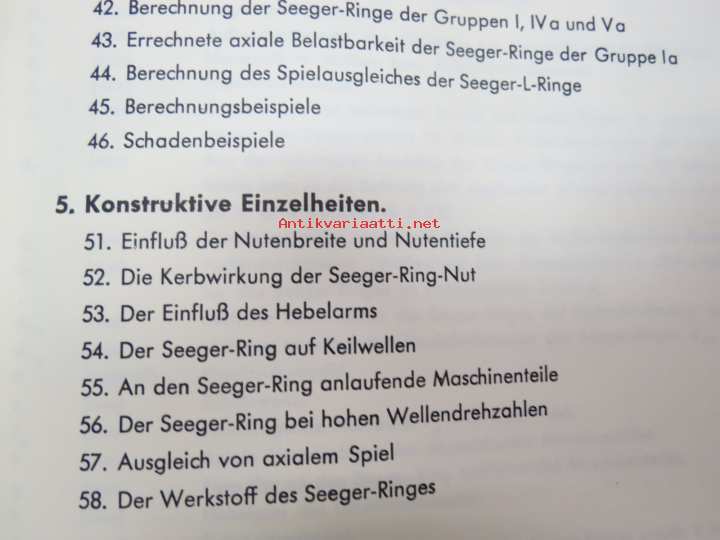 42. Berechnung der Seeger-Ringe der Gruppen I, IVa und Va
43. Errechnete axiale Belastbarkeit der Seeger-Ringe der Gruppe Ia
44. Berechnung des Spielausgleiches der Seeger-L-Ringe
45. Berechnungsbeispiele
46. Schadenbeispiele
5. Konstruktive Einzelheiten.
Antikvariaatti.net
51. Einfluß der Nutenbreite und Nutentiefe
52. Die Kerbwirkung der Seeger-Ring-Nut
53. Der Einfluß des Hebelarms
54. Der Seeger-Ring auf Keilwellen
55. An den Seeger-Ring anlaufende Maschinenteile
56. Der Seeger-Ring bei hohen Wellendrehzahlen
57. Ausgleich von axialem Spiel
58. Der Werkstoff des Seeger-Ringes